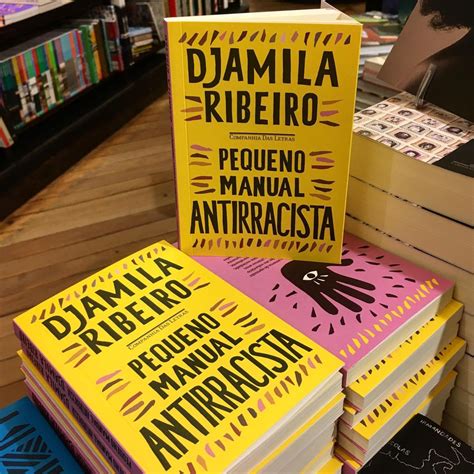 DJAMILA
RIBEIRO
COMPANHIA DAS LETRAS
PEQUENO
MANUAL
ANTIRRACISTA
DJAMILA
RIBEIRO
COMPANHIA DAS LETRAS
PEQUENO
MANUAL
ANTIRRACISTA